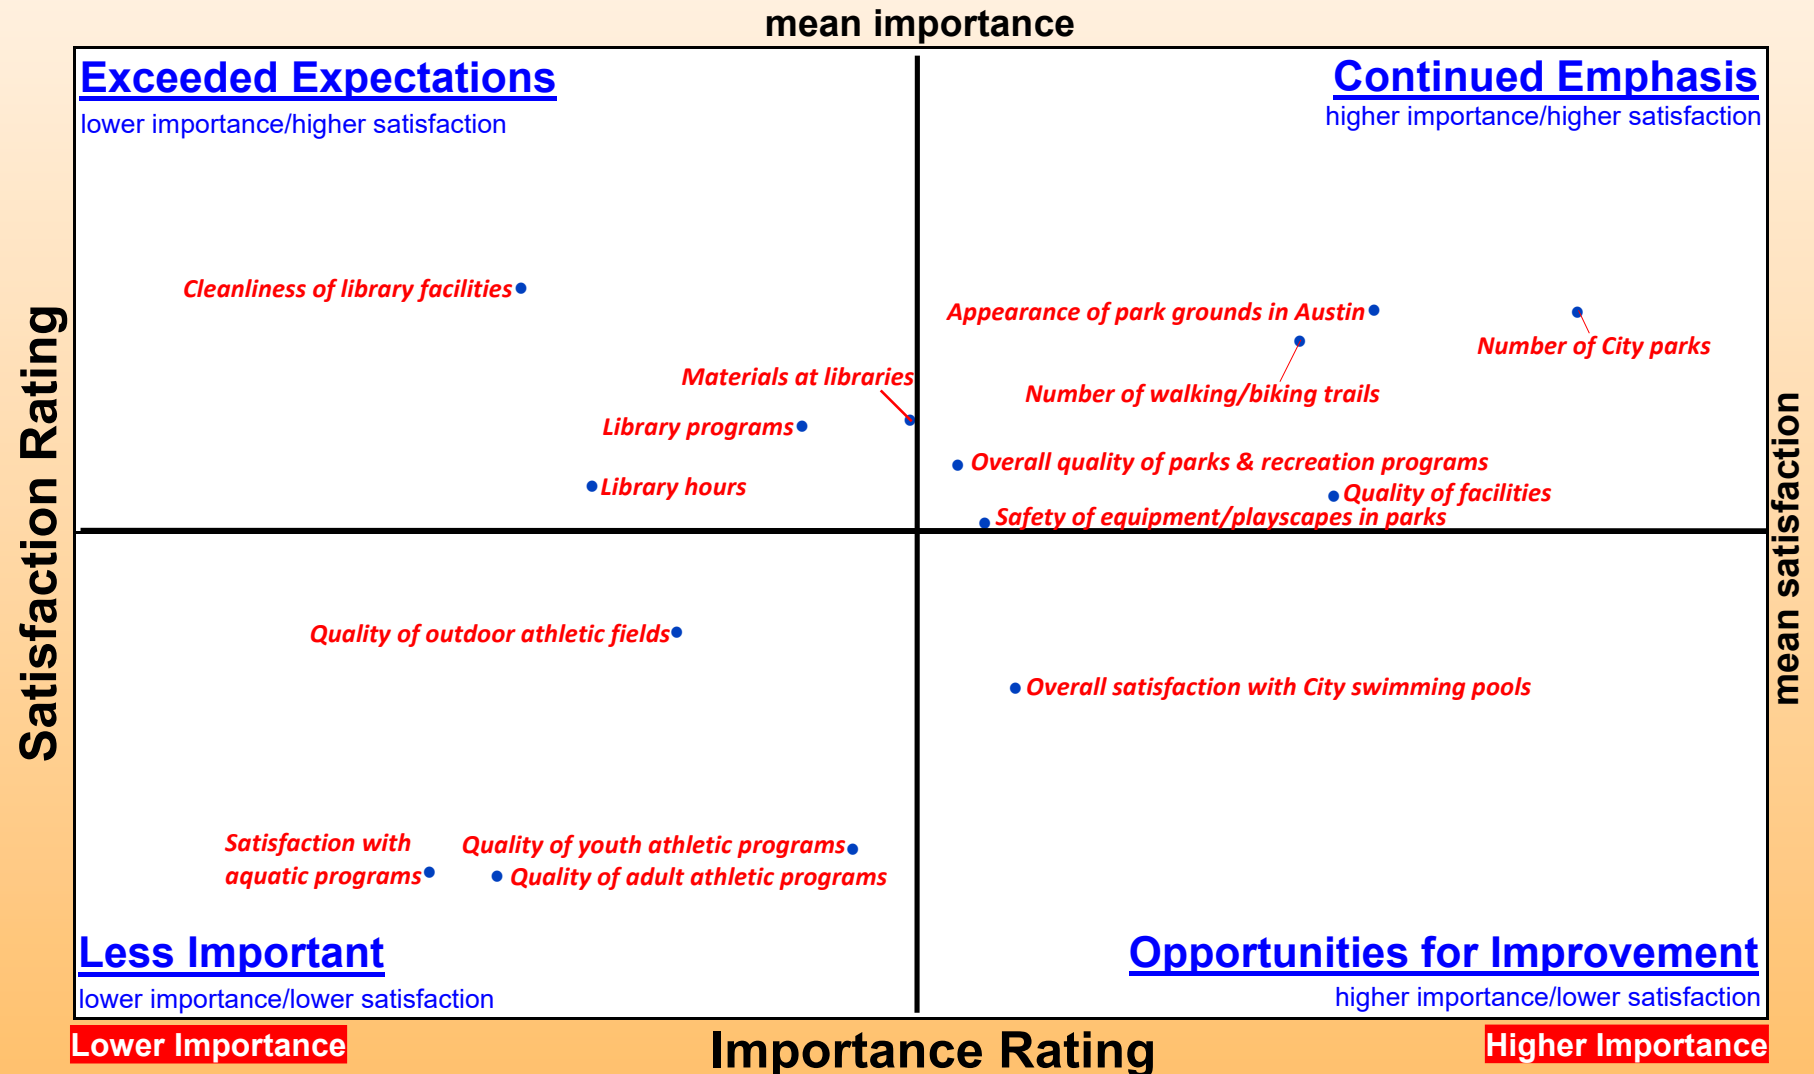 mean importance
Exceeded Expectations
lower importance/higher satisfaction
Continued Emphasis
higher importance/higher satisfaction
Cleanliness of library facilities
Appearance of park grounds in Austin
Number of City parks
Materials at libraries
Number of walking/biking trails
Library programs
Overall quality of parks & recreation programs
Library hours
Quality of facilities
Safety of equipment/playscapes in parks
Satisfaction Rating
mean satisfaction
Quality of outdoor athletic fields
Overall satisfaction with City swimming pools
Satisfaction with
aquatic programs
Quality of youth athletic programs
Quality of adult athletic programs
Less Important
lower importance/lower satisfaction
Opportunities for Improvement
higher importance/lower satisfaction
Lower Importance
Importance Rating
Higher Importance